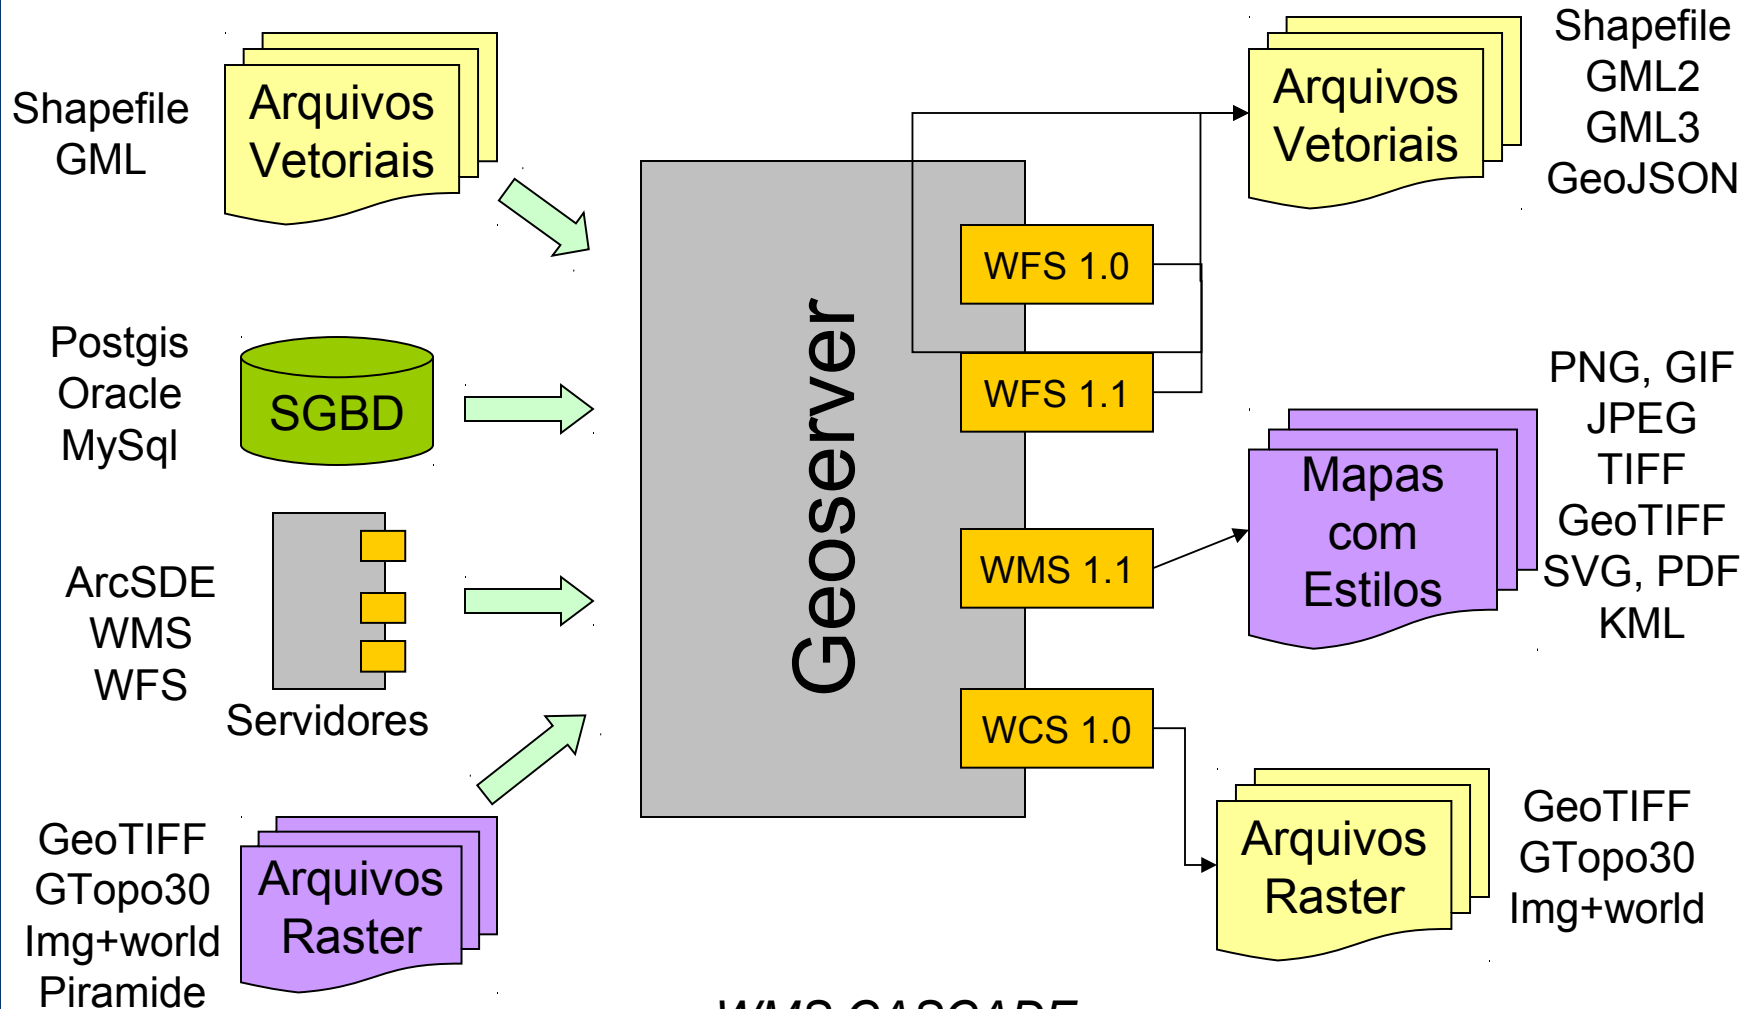 Shapefile
GML
Arquivos
Vetoriais
Postgis
Oracle
MySql
SGBD
ArcSDE
WMS
WFS
Servidores
GeoTIFF
GTopo30
Img+world
Piramide
Arquivos
Raster
Geoserver
WFS 1.0
WFS 1.1
WMS 1.1
WCS 1.0
Arquivos
Vetoriais
Shapefile
GML2
GML3
GeoJSON
Mapas
com
Estilos
PNG, GIF
JPEG
TIFF
GeoTIFF
SVG, PDF
KML
Arquivos
Raster
GeoTIFF
GTopo30
Img+world
WMS CASCADE